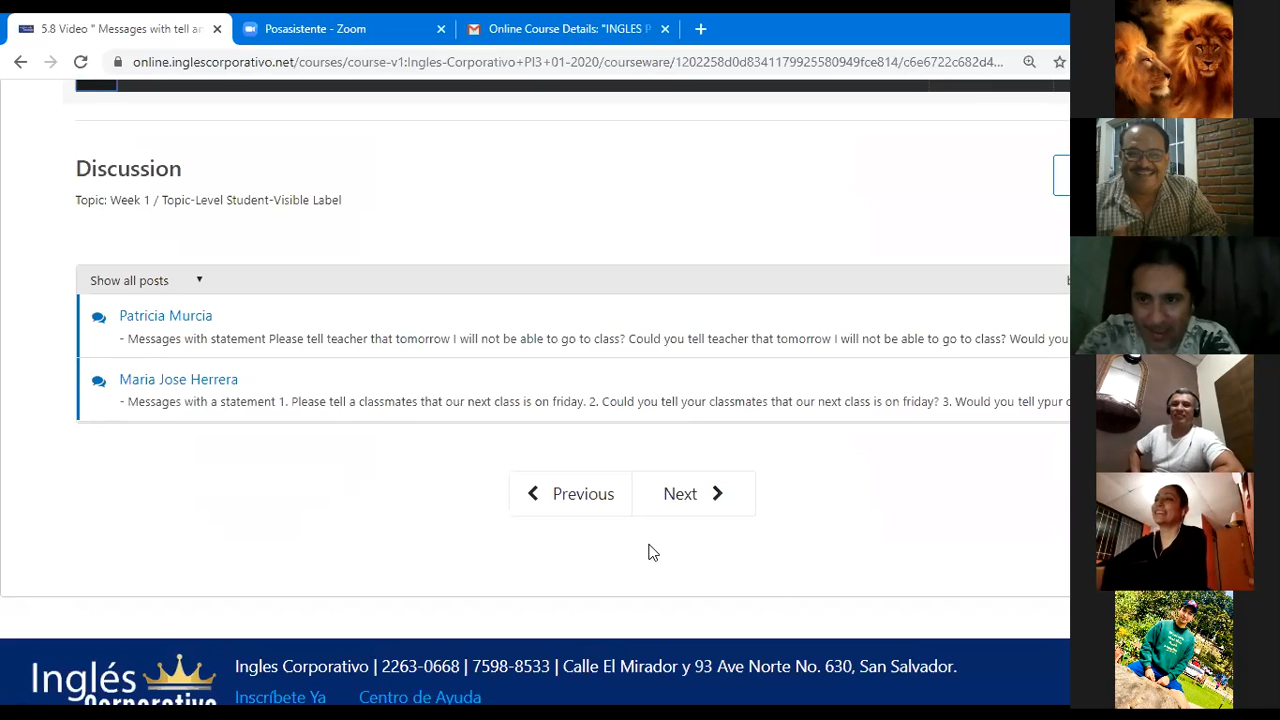 5.8 Video " Messages with tell an
Posasistente - Zoom
Online Course Details: "INGLES P
online.inglescorporativo.net/courses/course-v1:Ingles-Corporativo+PI3+01-2020/courseware/1202258d0d8341179925580949fce814/c6e6722c682d4...
Discussion
Topic: Week 1 / Topic-Level Student-Visible Label
Show all posts
Patricia Murcia
- Messages with statement Please tell teacher that tomorrow I will not be able to go to class? Could you tell teacher that tomorrow I will not be able to go to class? Would you
Maria Jose Herrera
- Messages with a statement 1. Please tell a classmates that our next class is on friday. 2. Could you tell your classmates that our next class is on friday? 3. Would you tell ypur c
Previous
Next
Inglés
Corporativo
Ingles Corporativo | 2263-0668 | 7598-8533 | Calle El Mirador y 93 Ave Norte No. 630, San Salvador.
Inscríbete Ya
Centro de Ayuda